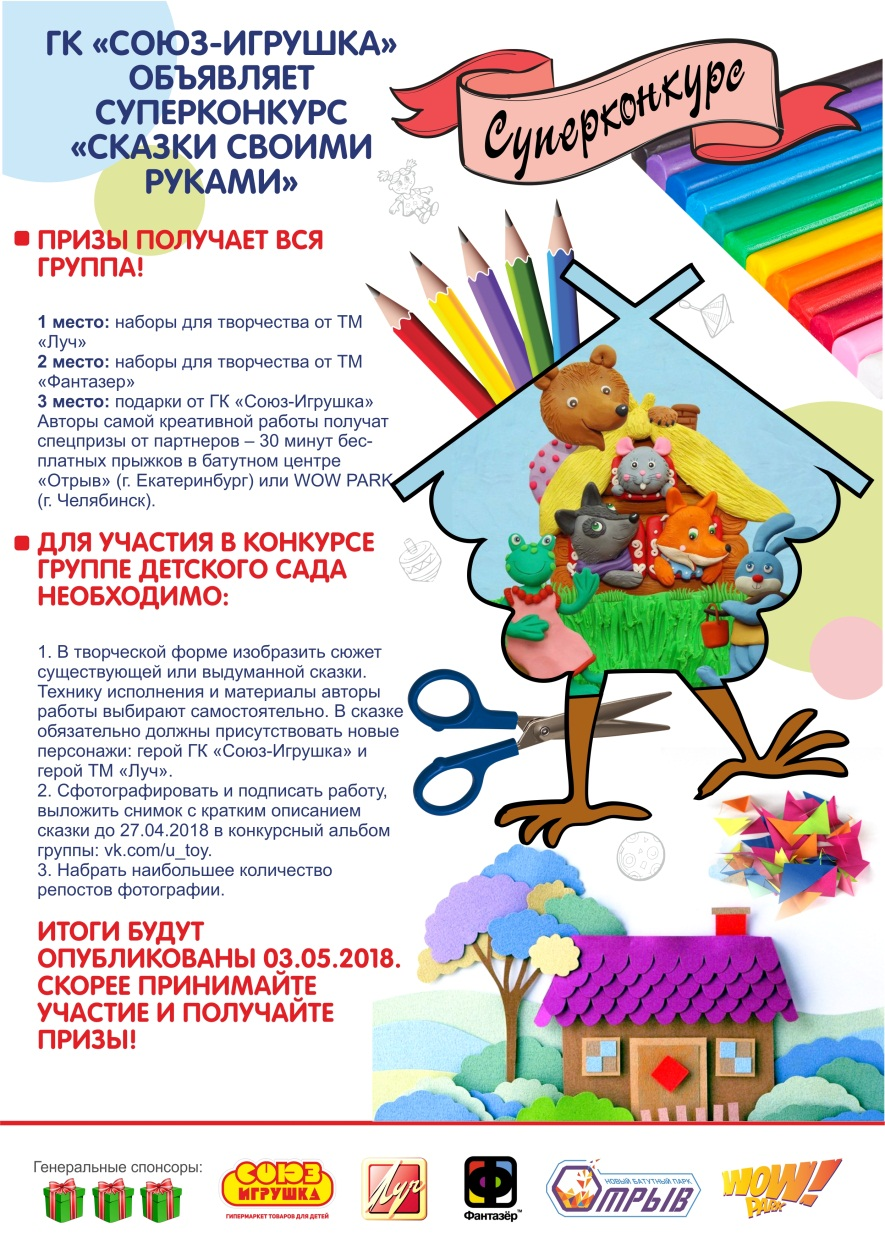 ГК «СОЮЗ-ИГРУШКА»
ОБЪЯВЛЯЕТ
СУПЕРКОНКУРС
«СКАЗКИ СВОИМИ
РУКАМИ»
Суперконкурс
ПРИЗЫ ПОЛУЧАЕТ ВСЯ
ГРУППА!
1 место: наборы для творчества от ТМ
«Луч»
2 место: наборы для творчества от ТМ
«Фантазер»
3 место: подарки от ГК «Союз-Игрушка»
Авторы самой креативной работы получат
спецпризы от партнеров – 30 минут бес-
платных прыжков в батутном центре
«Отрыв» (г. Екатеринбург) или WOW PARK
(г. Челябинск).
ДЛЯ УЧАСТИЯ В КОНКУРСЕ
ГРУППЕ ДЕТСКОГО САДА
НЕОБХОДИМО:
1. В творческой форме изобразить сюжет
существующей или выдуманной сказки.
Технику исполнения и материалы авторы
работы выбирают самостоятельно. В сказке
обязательно должны присутствовать новые
персонажи: герой ГК «Союз-Игрушка» и
герой ТМ «Луч».
2. Сфотографировать и подписать работу,
выложить снимок с кратким описанием
сказки до 27.04.2018 в конкурсный альбом
группы: vk.com/u_toy.
3. Набрать наибольшее количество
репостов фотографии.
ИТОГИ БУДУТ
ОПУБЛИКОВАНЫ 03.05.2018.
СКОРЕЕ ПРИНИМАЙТЕ
УЧАСТИЕ И ПОЛУЧАЙТЕ
ПРИЗЫ!
Генеральные спонсоры:
СОЮЗ
ИГРУШКА
ГИПЕРМАРКЕТ ТОВАРОВ ДЛЯ ДЕТЕЙ
Луч
Ф
Фантазёр™
НОВЫЙ БАТУТНЫЙ ПАРК
ОТРЫВ
WOW!
PARK